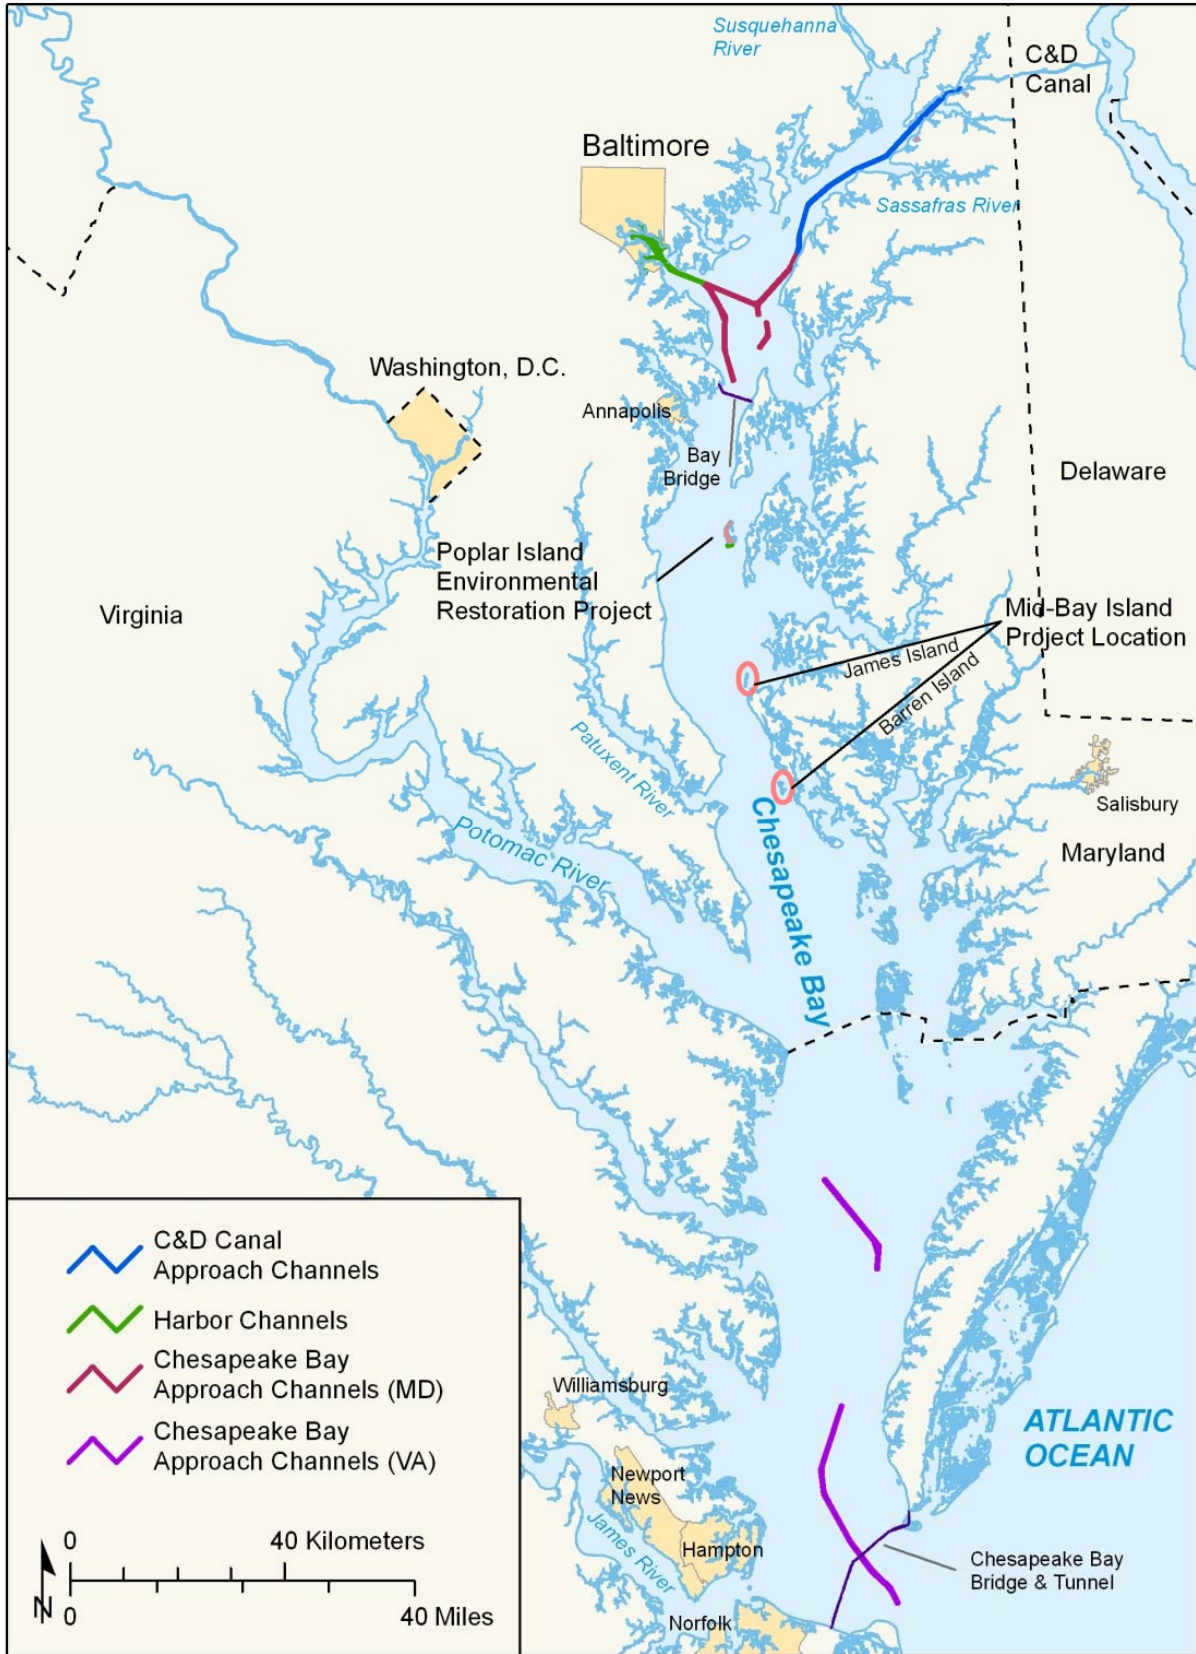 Susquehanna
River
C&D
Canal
Baltimore
Sassafras River
Washington, D.C.
Annapolis
Bay
Bridge
Delaware
Poplar Island
Environmental
Restoration Project
Virginia
Mid-Bay Island
Project Location
James Island
Barren Island
Patuxent River
Chesapeake Bay
Salisbury
Potomac River
Maryland
C&D Canal
Approach Channels
Harbor Channels
Chesapeake Bay
Approach Channels (MD)
Chesapeake Bay
Approach Channels (VA)
0
40 Kilometers
N
0
40 Miles
Williamsburg
Newport
News
James River
Hampton
Norfolk
ATLANTIC
OCEAN
Chesapeake Bay
Bridge & Tunnel